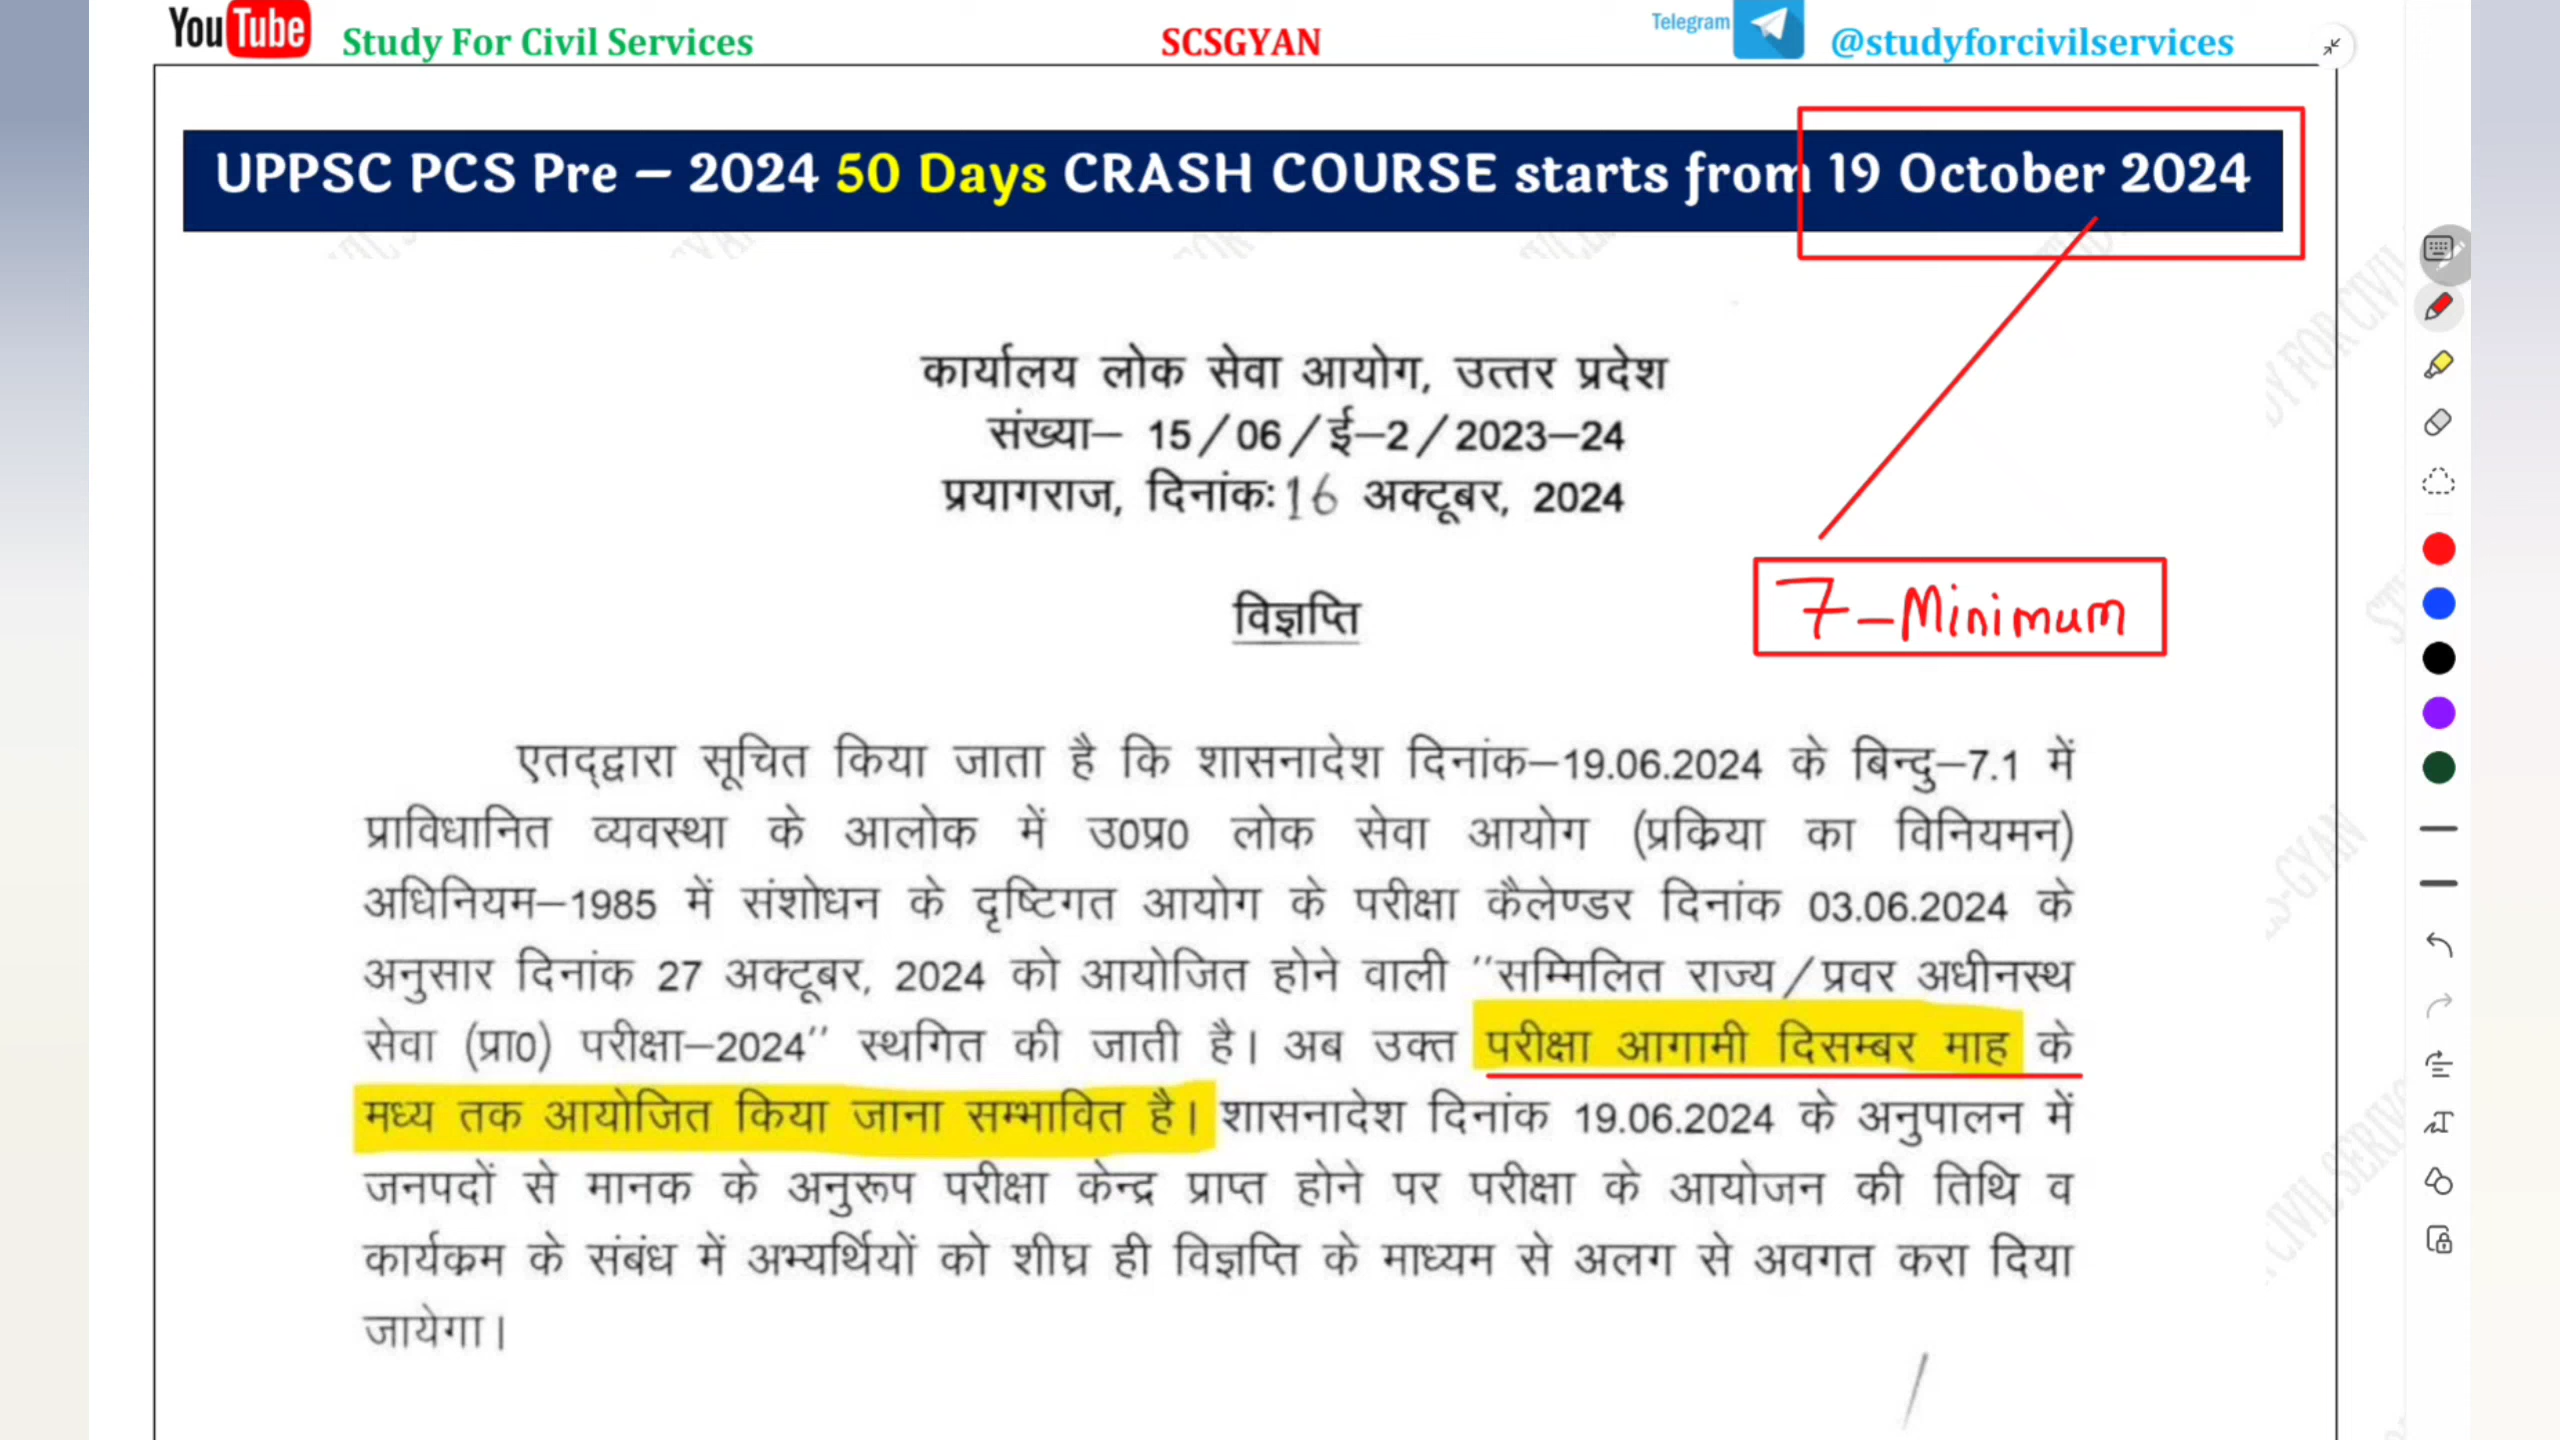 YouTube Study For Civil Services SCSGYAN Telegram @studyforcivilservices
UPPSC PCS Pre – 2024 50 Days CRASH COURSE starts from 19 October 2024
कार्यालय लोक सेवा आयोग, उत्तर प्रदेश
संख्या– 15/06/ई–2/2023–24
प्रयागराज, दिनांक: 16 अक्टूबर, 2024
विज्ञप्ति
7 – Minimum
एतद्द्वारा सूचित किया जाता है कि शासनादेश दिनांक–19.06.2024 के बिन्दु–7.1 में
प्राविधानित व्यवस्था के आलोक में उ0प्र0 लोक सेवा आयोग (प्रक्रिया का विनियमन)
अधिनियम–1985 में संशोधन के दृष्टिगत आयोग के परीक्षा कैलेण्डर दिनांक 03.06.2024 के
अनुसार दिनांक 27 अक्टूबर, 2024 को आयोजित होने वाली ''सम्मिलित राज्य/प्रवर अधीनस्थ
सेवा (प्रा0) परीक्षा–2024'' स्थगित की जाती है। अब उक्त परीक्षा आगामी दिसम्बर माह के
मध्य तक आयोजित किया जाना सम्भावित है। शासनादेश दिनांक 19.06.2024 के अनुपालन में
जनपदों से मानक के अनुरूप परीक्षा केन्द्र प्राप्त होने पर परीक्षा के आयोजन की तिथि व
कार्यक्रम के संबंध में अभ्यर्थियों को शीघ्र ही विज्ञप्ति के माध्यम से अलग से अवगत करा दिया
जायेगा।